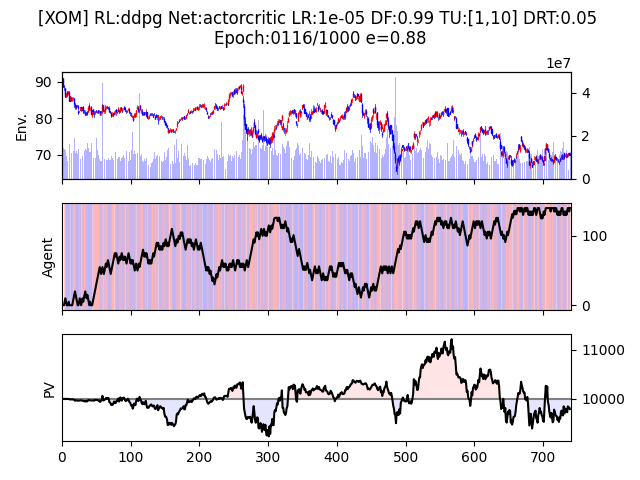 [XOM] RL:ddpg Net:actorcritic LR:1e-05 DF:0.99 TU:[1,10] DRT:0.05
Epoch:0116/1000 e=0.88
1e7
90
80
70
Env.
4
2
0
Agent
100
0
PV
11000
10000
0 100 200 300 400 500 600 700